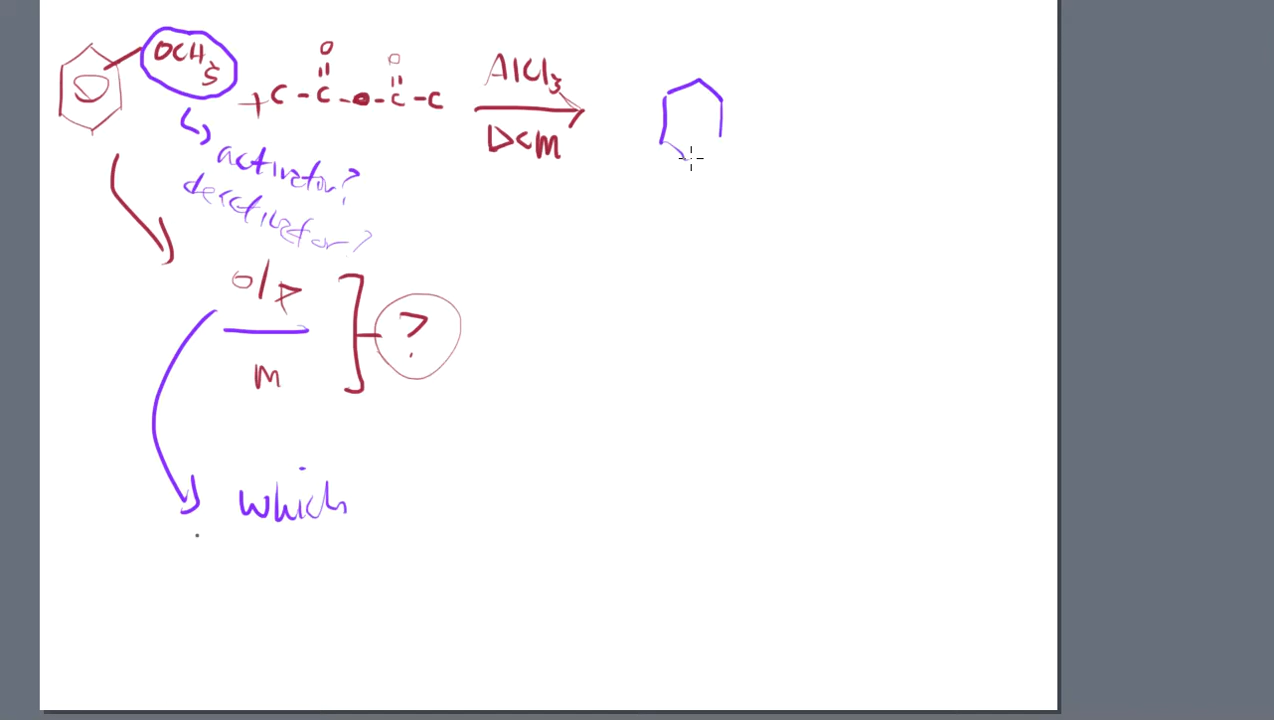 OCH3 + C-C-O-C-C AlCl3
O O
DCM
activator?
deactivator?
o/p
m
?
which